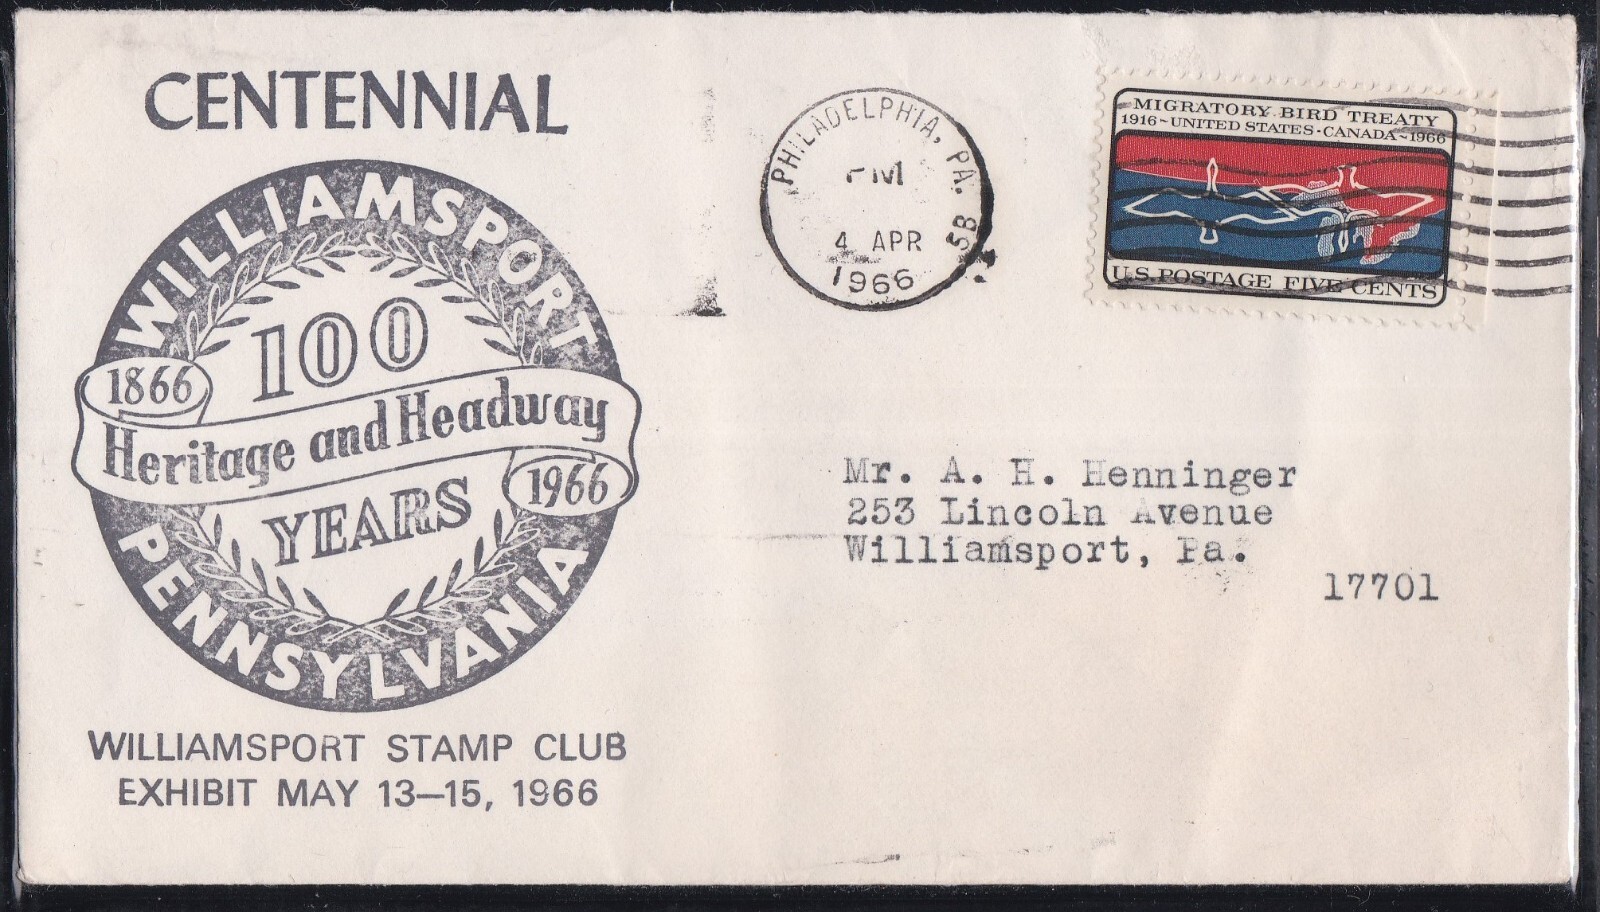 CENTENNIAL
WILLIAMSPORT
100
1866
Heritage and Headway
1966
YEARS
PENNSYLVANIA
WILLIAMSPORT STAMP CLUB
EXHIBIT MAY 13–15, 1966
PHILADELPHIA, PA. SB
PM
4 APR
1966
MIGRATORY BIRD TREATY
1916~UNITED STATES·CANADA~1966
U.S. POSTAGE FIVE CENTS
Mr. A. H. Henninger
253 Lincoln Avenue
Williamsport, Pa.
17701